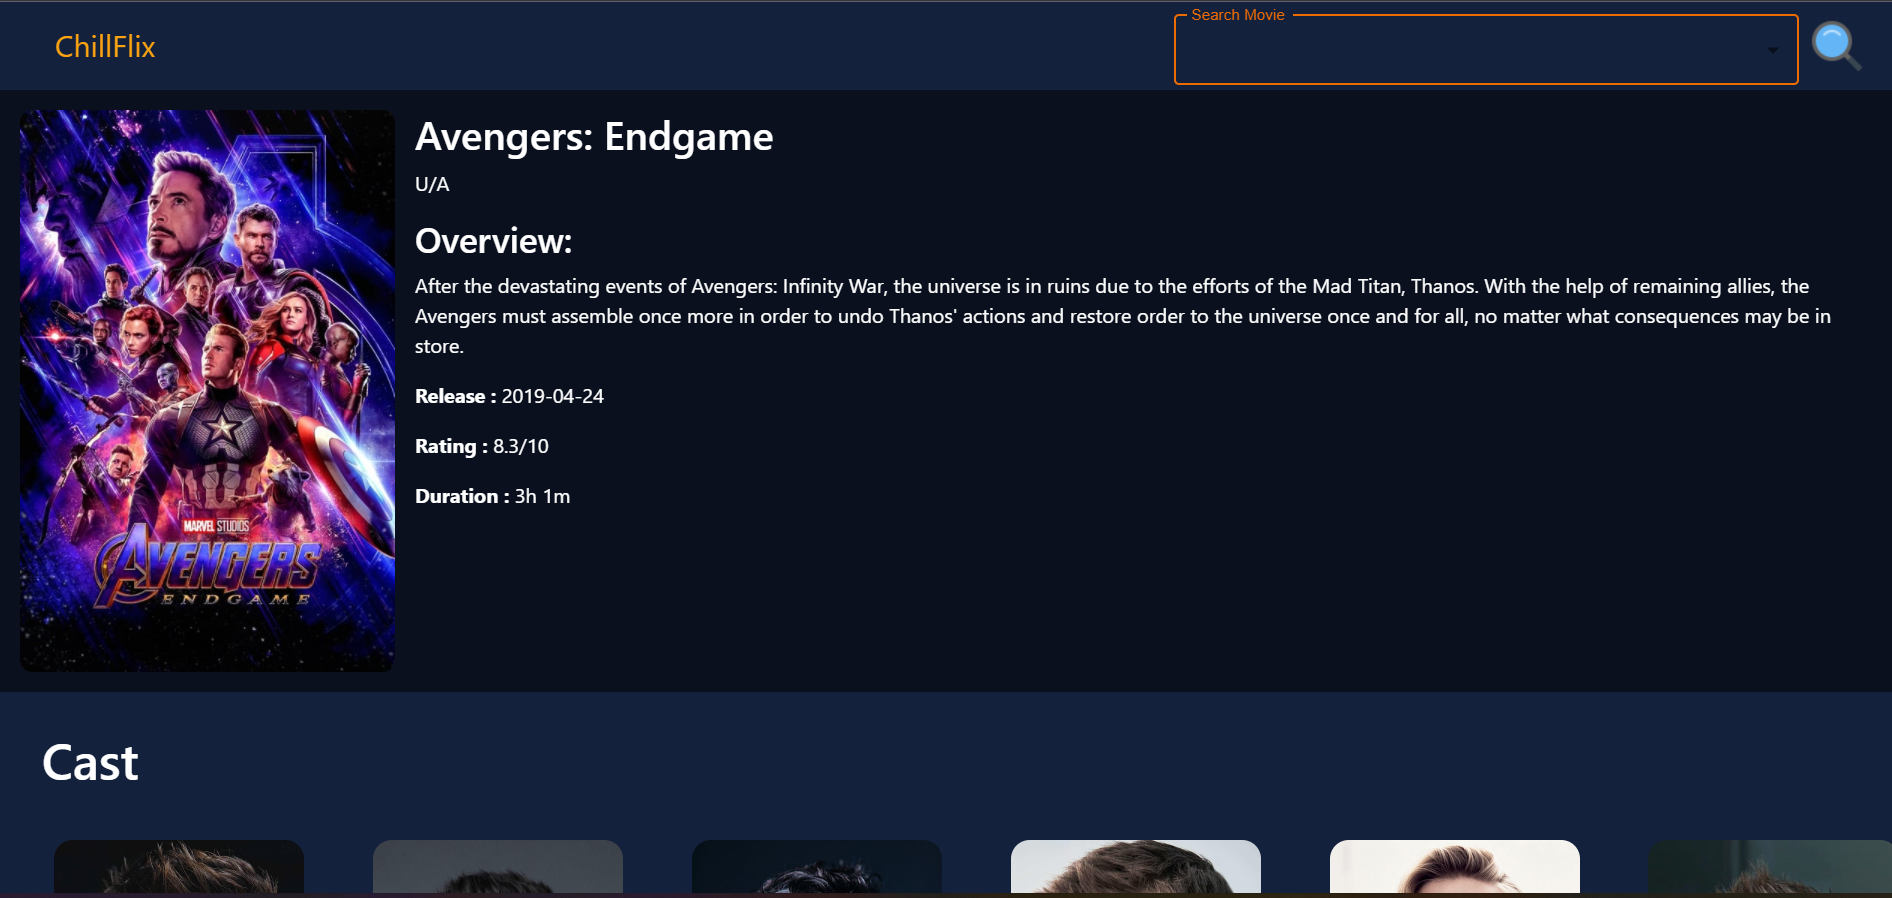 ChillFlix
Search Movie
Avengers: Endgame
U/A
Overview:
After the devastating events of Avengers: Infinity War, the universe is in ruins due to the efforts of the Mad Titan, Thanos. With the help of remaining allies, the
Avengers must assemble once more in order to undo Thanos' actions and restore order to the universe once and for all, no matter what consequences may be in
store.
Release : 2019-04-24
Rating : 8.3/10
Duration : 3h 1m
MARVEL STUDIOS
AVENGERS
ENDGAME
Cast